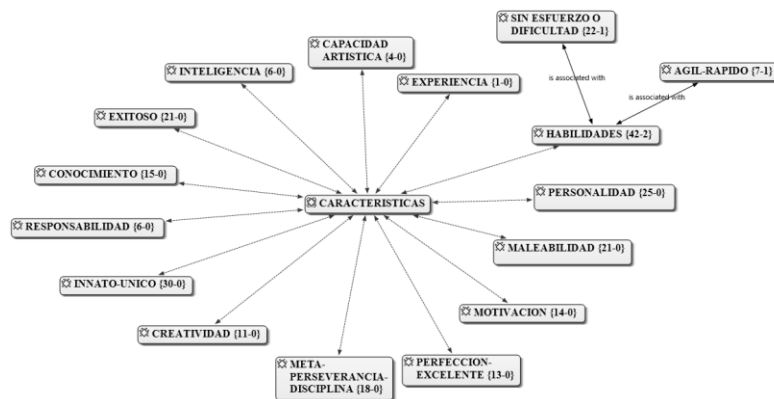 SIN ESFUERZO O
DIFICULTAD {22-1}
CAPACIDAD
ARTISTICA {4-0}
INTELIGENCIA {6-0}
EXPERIENCIA {1-0}
is associated with
AGIL-RAPIDO {7-1}
is associated with
EXITOSO {21-0}
HABILIDADES {42-2}
CONOCIMIENTO {15-0}
PERSONALIDAD {25-0}
CARACTERISTICAS
RESPONSABILIDAD {6-0}
MALEABILIDAD {21-0}
INNATO-UNICO {30-0}
MOTIVACION {14-0}
CREATIVIDAD {11-0}
META-
PERSEVERANCIA-
DISCIPLINA {18-0}
PERFECCION-
EXCELENTE {13-0}